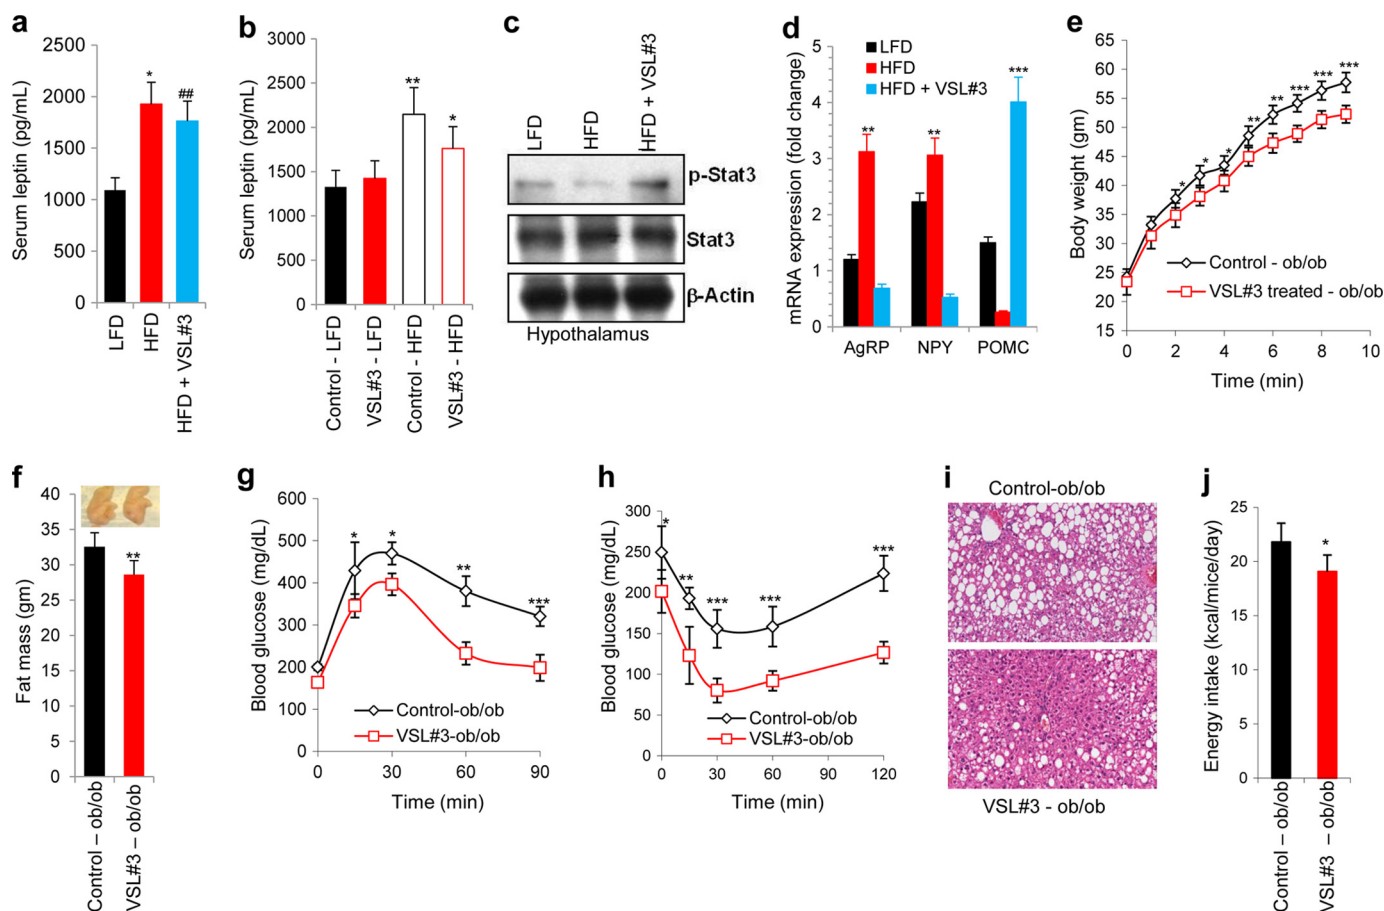 a
2500
2000
1500
1000
500
0
Serum leptin (pg/mL)
*
##
LFD
HFD
HFD + VSL#3
b
3000
2500
2000
1500
1000
500
0
Serum leptin (pg/mL)
**
*
Control - LFD
VSL#3 - LFD
Control - HFD
VSL#3 - HFD
c
LFD
HFD
HFD + VSL#3
p-Stat3
Stat3
β-Actin
Hypothalamus
d
5
4
3
2
1
0
mRNA expression (fold change)
LFD
HFD
HFD + VSL#3
**
**
***
AgRP
NPY
POMC
e
65
60
55
50
45
40
35
30
25
20
15
Body weight (gm)
*
*
*
**
**
***
***
***
Control - ob/ob
VSL#3 treated - ob/ob
0 2 4 6 8 10
Time (min)
f
40
35
30
25
20
15
10
5
0
Fat mass (gm)
**
Control – ob/ob
VSL#3 – ob/ob
g
600
500
400
300
200
100
0
Blood glucose (mg/dL)
*
*
**
***
Control-ob/ob
VSL#3-ob/ob
0 30 60 90
Time (min)
h
300
250
200
150
100
50
0
Blood glucose (mg/dL)
*
**
***
***
***
Control-ob/ob
VSL#3-ob/ob
0 30 60 120
Time (min)
i
Control-ob/ob
VSL#3 - ob/ob
j
25
20
15
10
5
0
Energy intake (kcal/mice/day)
*
Control – ob/ob
VSL#3 – ob/ob